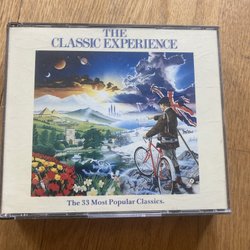 THE
CLASSIC EXPERIENCE
The 33 Most Popular Classics.